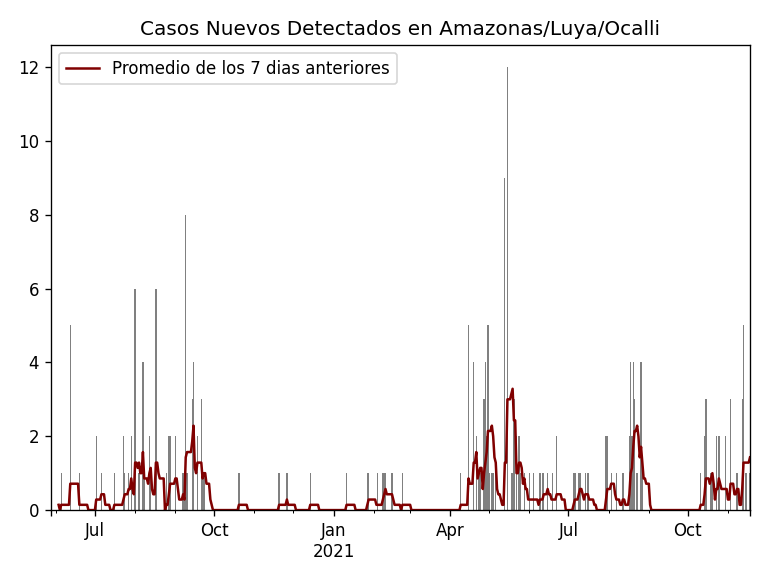 Casos Nuevos Detectados en Amazonas/Luya/Ocalli
Promedio de los 7 dias anteriores
12
10
8
6
4
2
0
Jul
Oct
Jan
2021
Apr
Jul
Oct